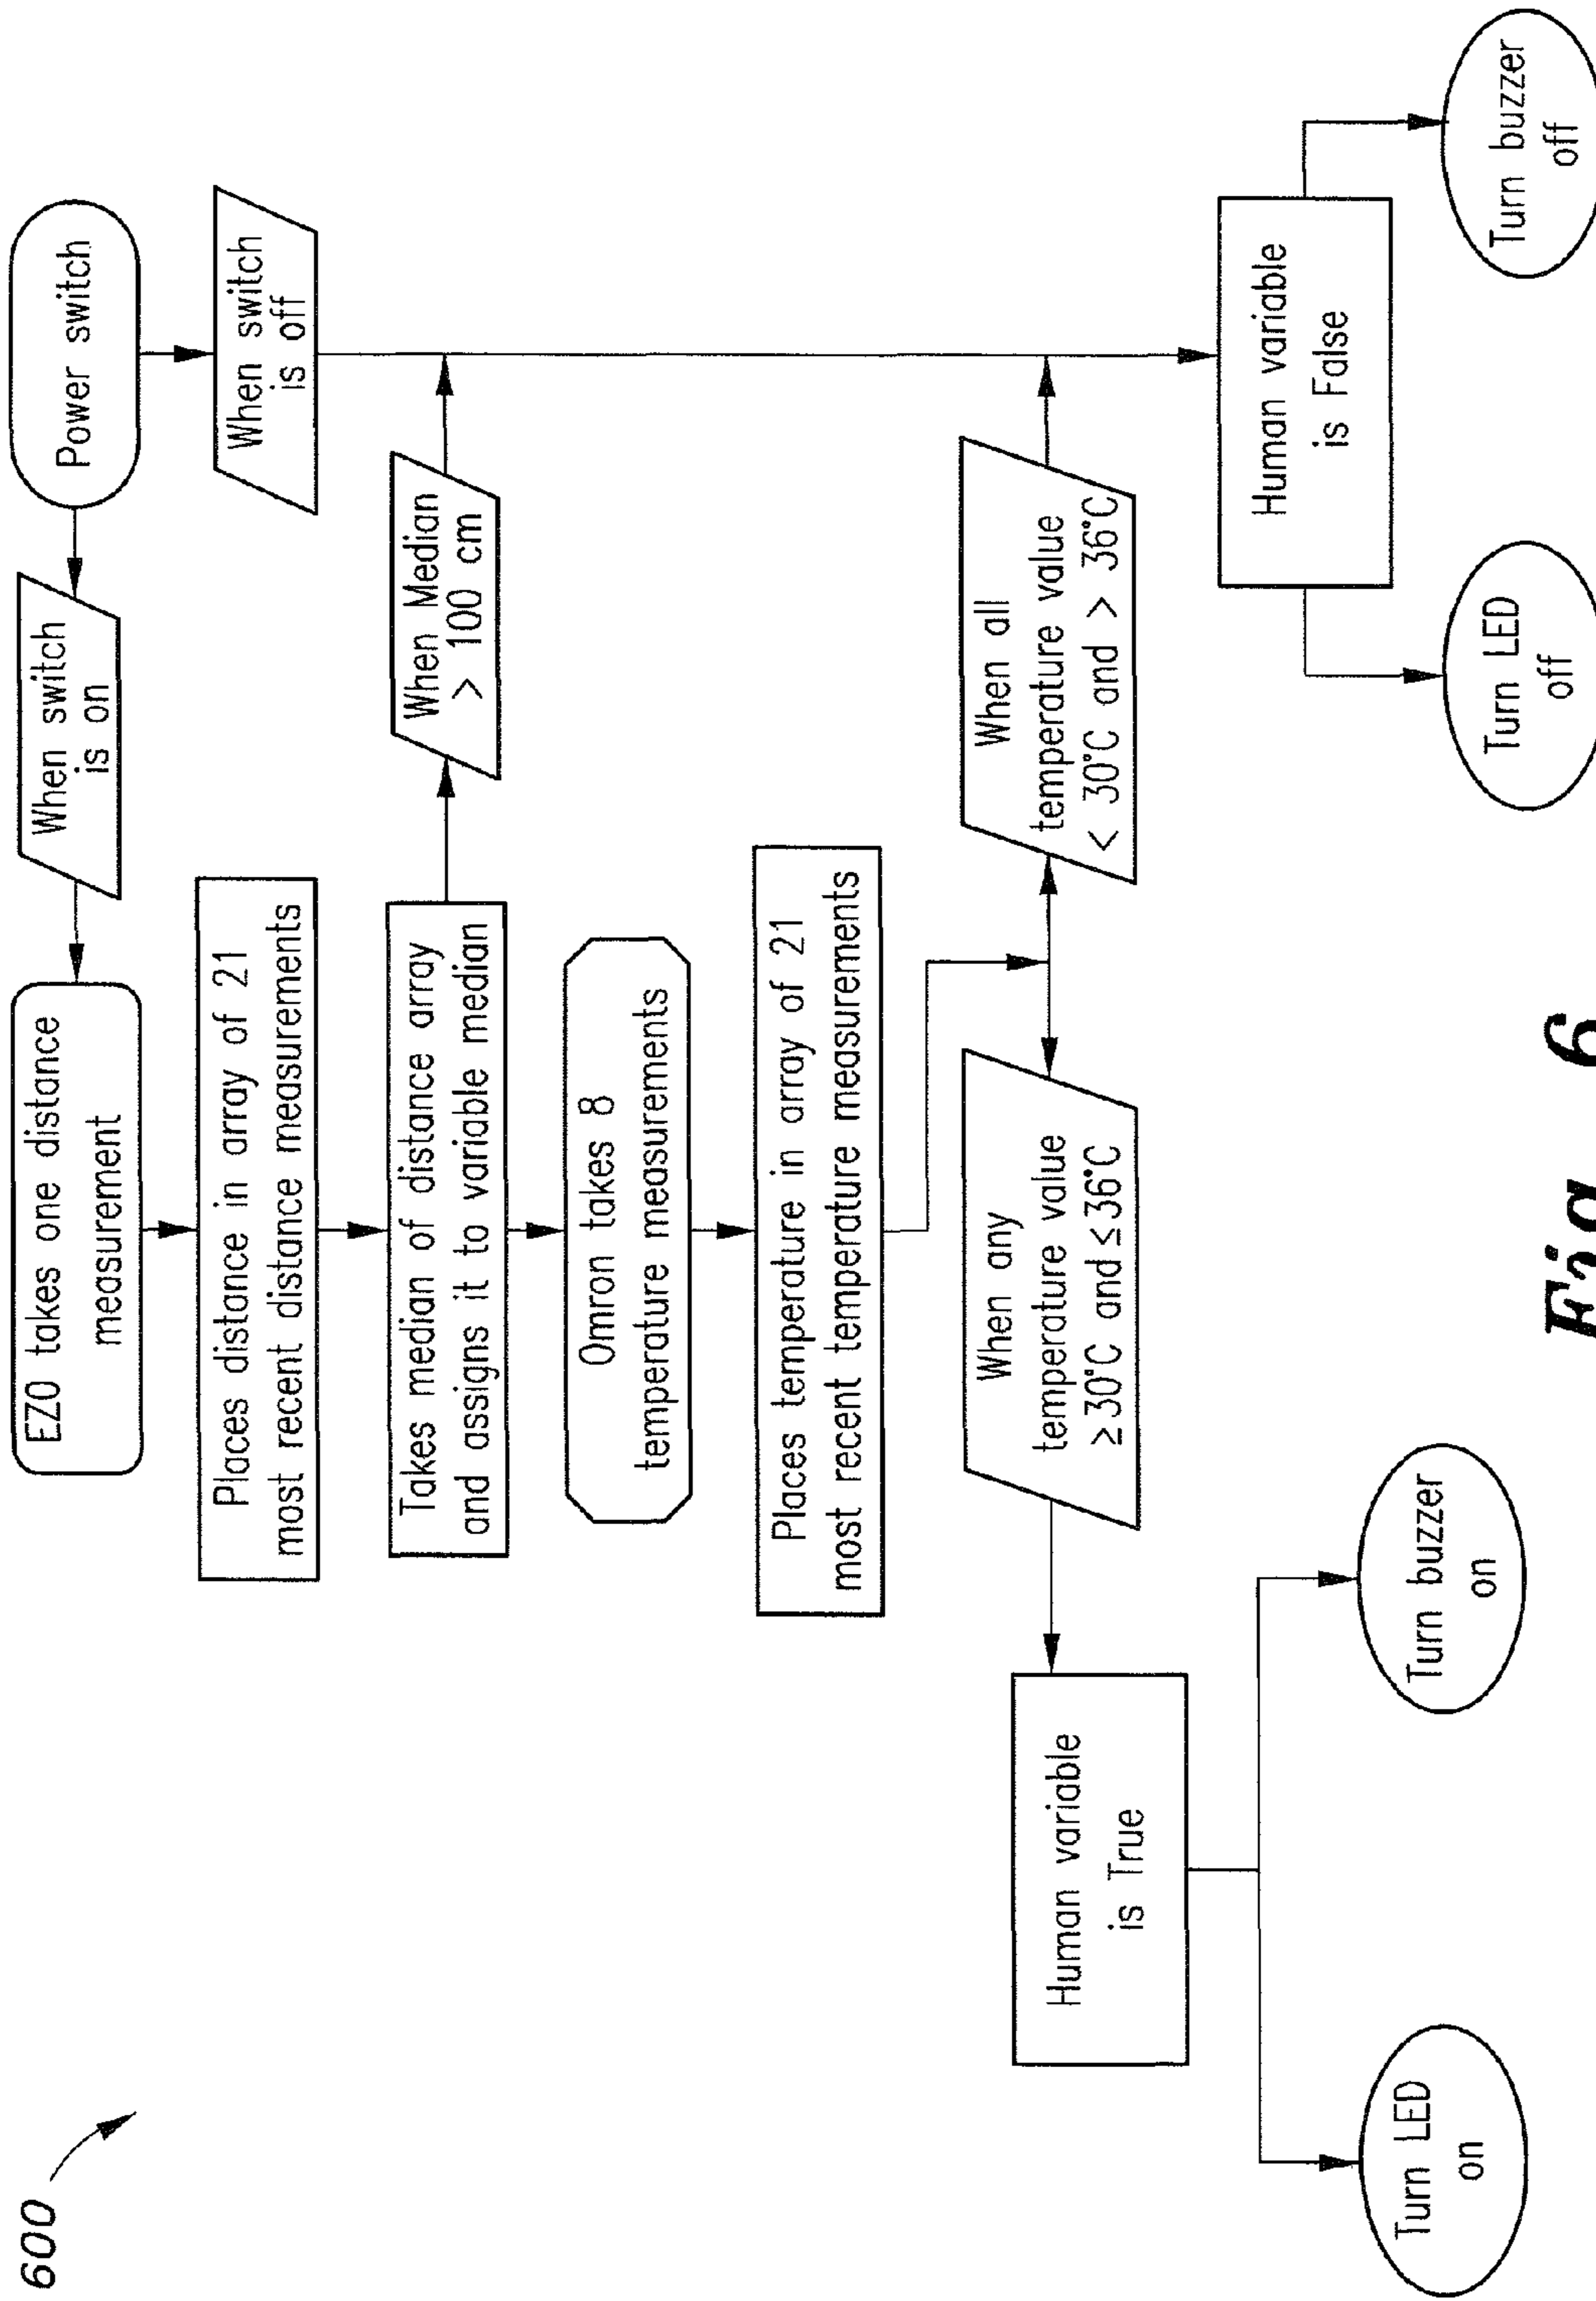 600
Power switch
When switch
is on
When switch
is off
EZO takes one distance
measurement
Places distance in array of 21
most recent distance measurements
Takes median of distance array
and assigns it to variable median
When Median
> 100 cm
Omron takes 8
temperature measurements
Places temperature in array of 21
most recent temperature measurements
When any
temperature value
≥30°C and ≤36°C
When all
temperature value
< 30°C and > 36°C
Human variable
is True
Human variable
is False
Turn LED
on
Turn buzzer
on
Turn LED
off
Turn buzzer
off
Fig. 6